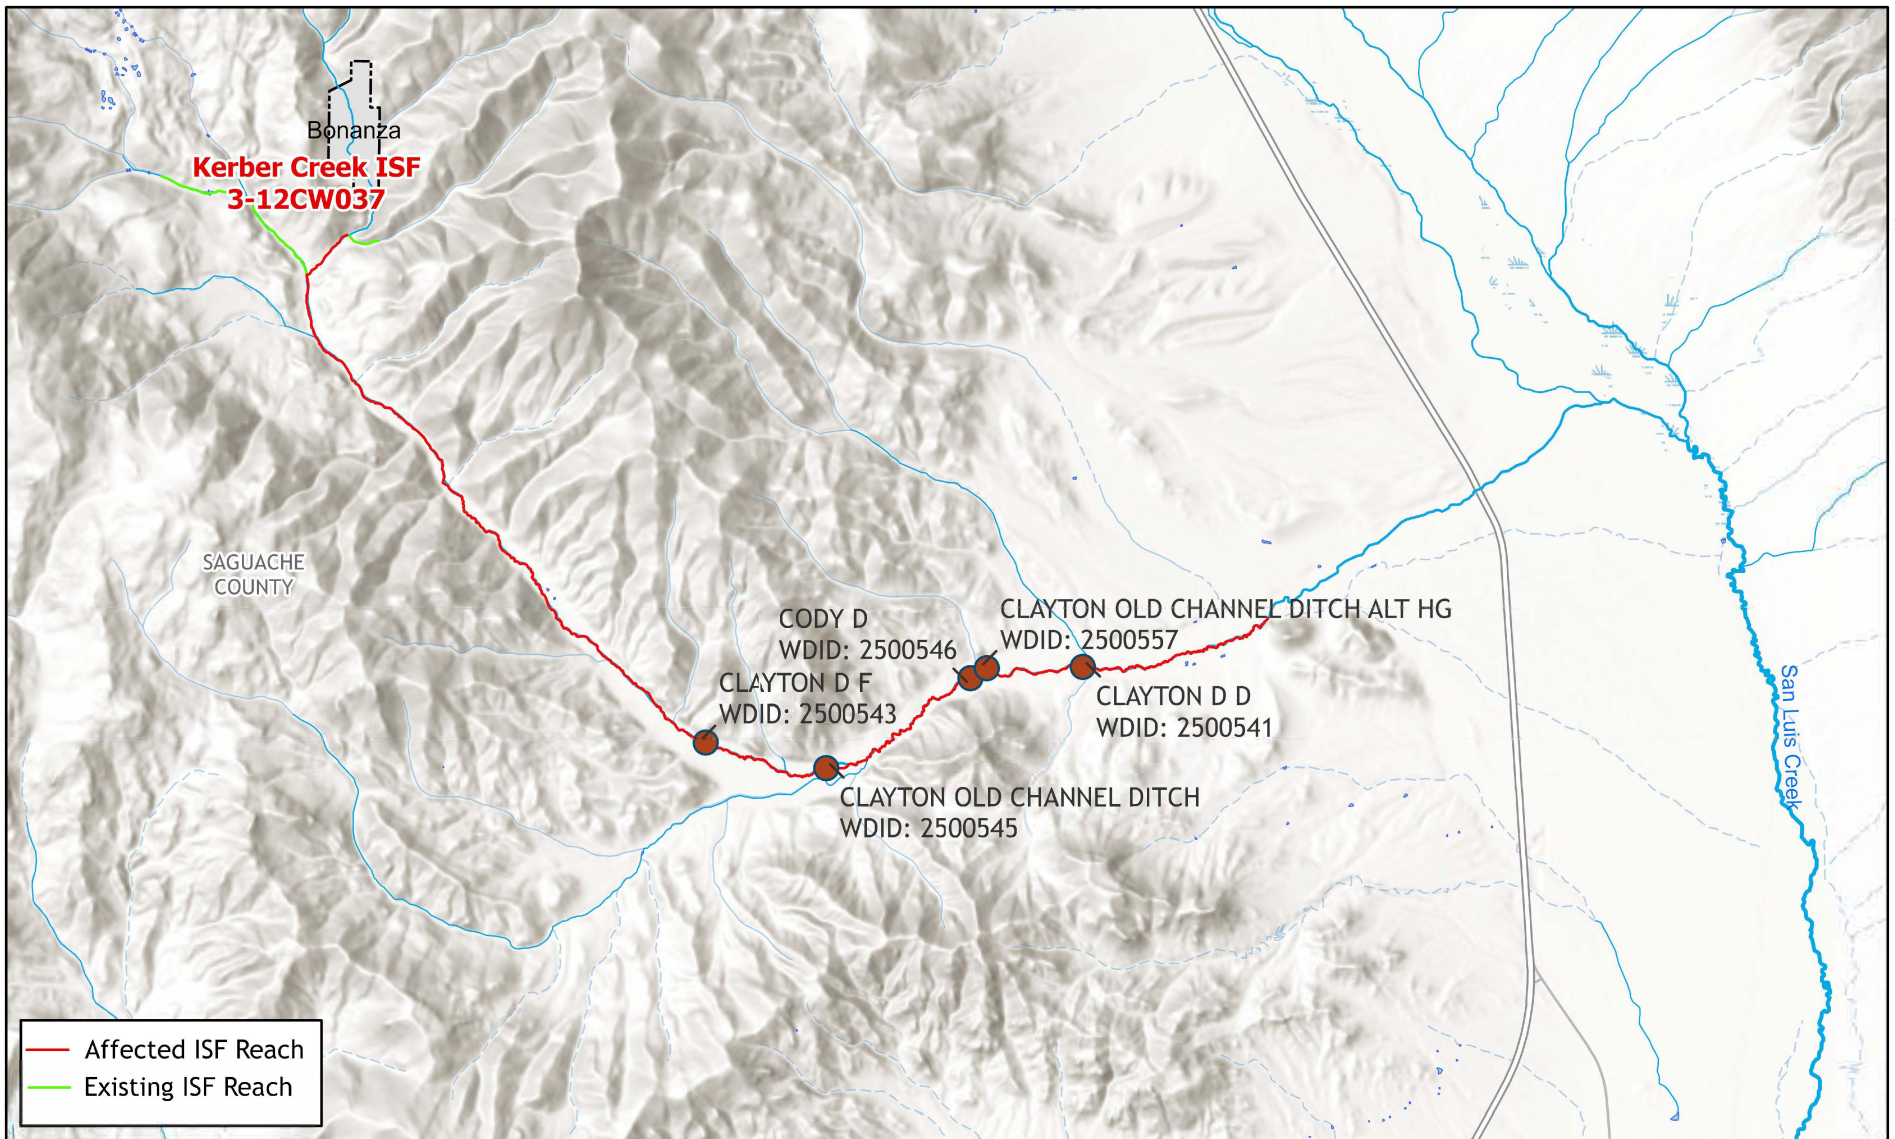 Bonanza
Kerber Creek ISF
3-12CW037
SAGUACHE
COUNTY
CODY D
WDID: 2500546
CLAYTON OLD CHANNEL DITCH ALT HG
WDID: 2500557
CLAYTON D F
WDID: 2500543
CLAYTON D D
WDID: 2500541
CLAYTON OLD CHANNEL DITCH
WDID: 2500545
San Luis Creek
Affected ISF Reach
Existing ISF Reach